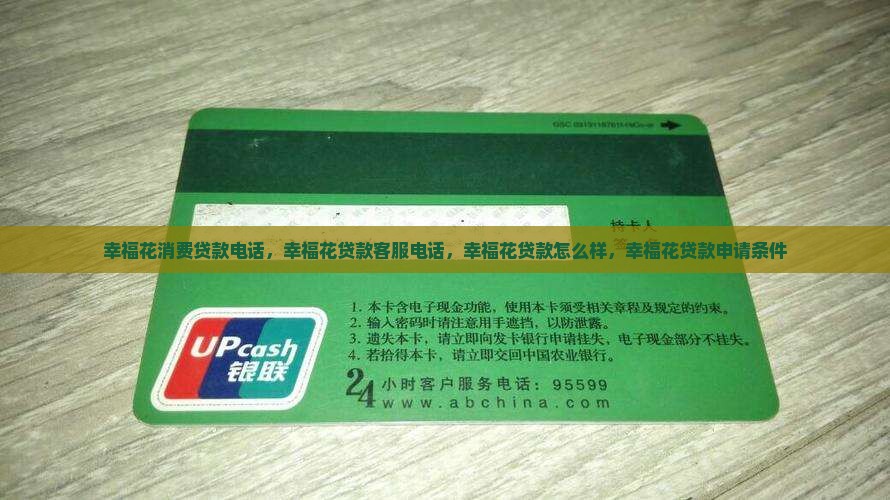 持卡人
幸福花消费贷款电话，幸福花贷款客服电话，幸福花贷款怎么样，幸福花贷款申请条件
1. 本卡含电子现金功能，使用本卡须受相关章程及规定的约束。
2. 输入密码时请注意用手遮挡，以防泄露。
3. 遗失本卡，请立即向发卡银行申请挂失，电子现金部分不挂失。
4. 若拾得本卡，请立即交回中国农业银行。
UPcash
银联
24小时客户服务电话：95599
www.abchina.com